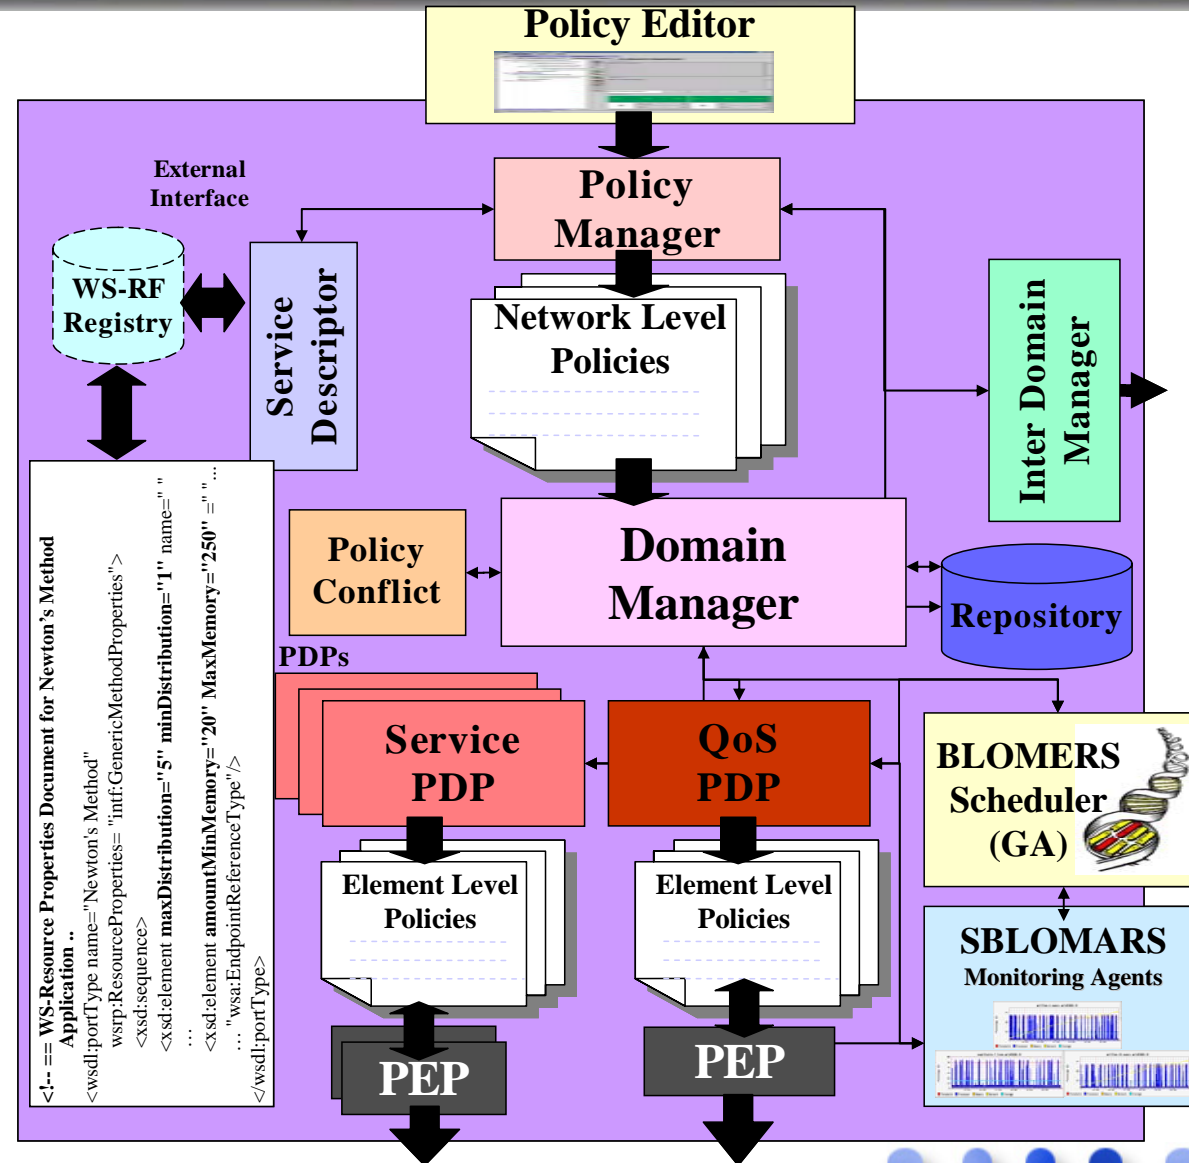 Policy Editor
External
Interface
Policy
Manager
WS-RF
Registry
Service
Descriptor
Network Level
Policies
Inter Domain
Manager
Policy
Conflict
Domain
Manager
Repository
PDPs
Service
PDP
QoS
PDP
BLOMERS
Scheduler
(GA)
Element Level
Policies
Element Level
Policies
SBLOMARS
Monitoring Agents
PEP
PEP
<!-- == WS-Resource Properties Document for Newton's Method
Application ..
<wsdl:portType name="Newton's Method"
wsrp:ResourceProperties= "intf:GenericMethodProperties">
<xsd:sequence>
<xsd:element maxDistribution="5" minDistribution="1" name=" "
...
<xsd:element amountMinMemory="20" MaxMemory="250" =" "...
... "wsa:EndpointReferenceType"/>
</wsdl:portType>